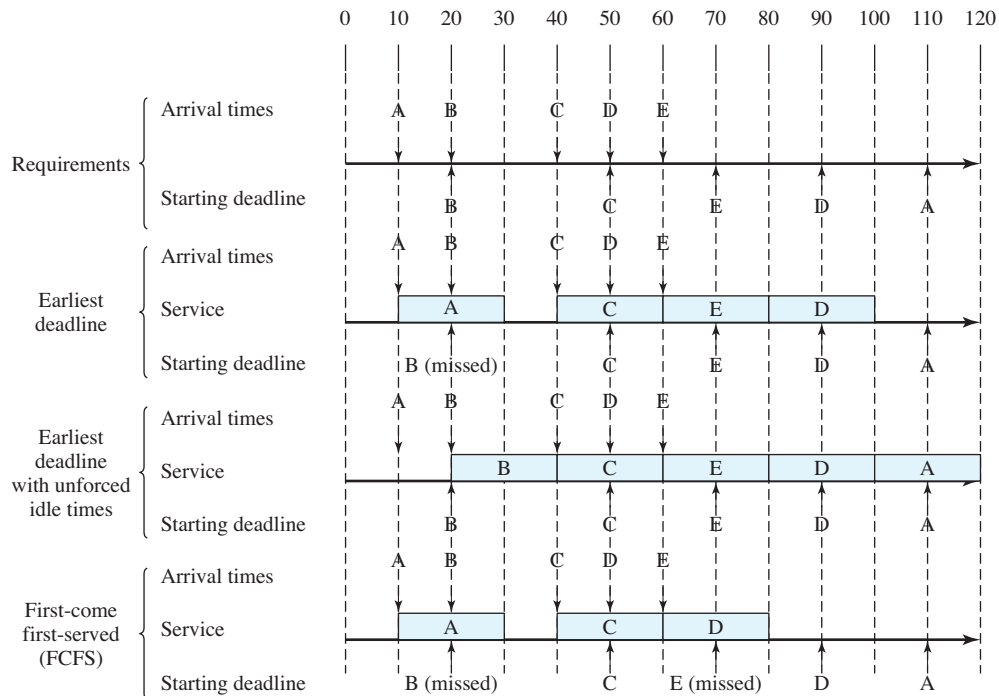 0 10 20 30 40 50 60 70 80 90 100 110 120
Arrival times A B C D E
Requirements
Starting deadline B C E D A
Arrival times A B C D E
Earliest
deadline
Service A C E D
Starting deadline B (missed) C E D A
Arrival times A B C D E
Earliest
deadline
with unforced
idle times
Service B C E D A
Starting deadline B C E D A
Arrival times A B C D E
First-come
first-served
(FCFS)
Service A C D
Starting deadline B (missed) C E (missed) D A